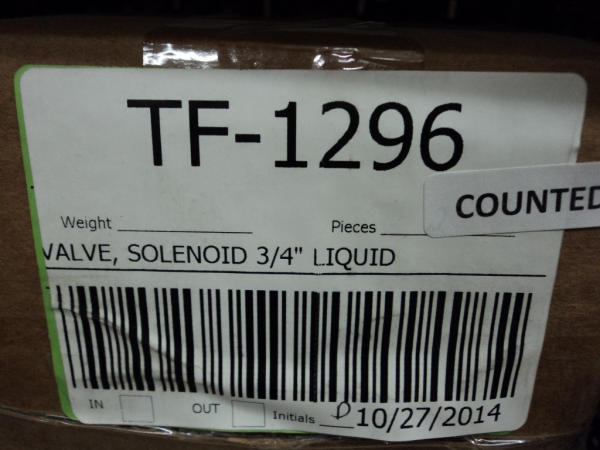 TF-1296
COUNTED
Weight Pieces
VALVE, SOLENOID 3/4" LIQUID
IN OUT Initials 10/27/2014